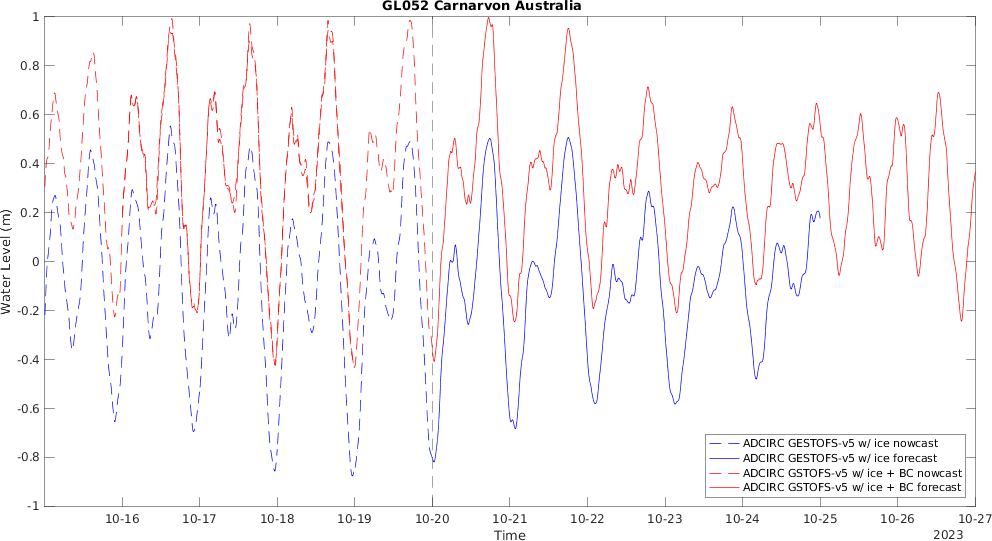 GL052 Carnarvon Australia
Water Level (m)
1
0.8
0.6
0.4
0.2
0
-0.2
-0.4
-0.6
-0.8
-1
ADCIRC GESTOFS-v5 w/ ice nowcast
ADCIRC GESTOFS-v5 w/ ice forecast
ADCIRC GSTOFS-v5 w/ ice + BC nowcast
ADCIRC GSTOFS-v5 w/ ice + BC forecast
10-16 10-17 10-18 10-19 10-20 10-21 10-22 10-23 10-24 10-25 10-26 10-27
Time
2023